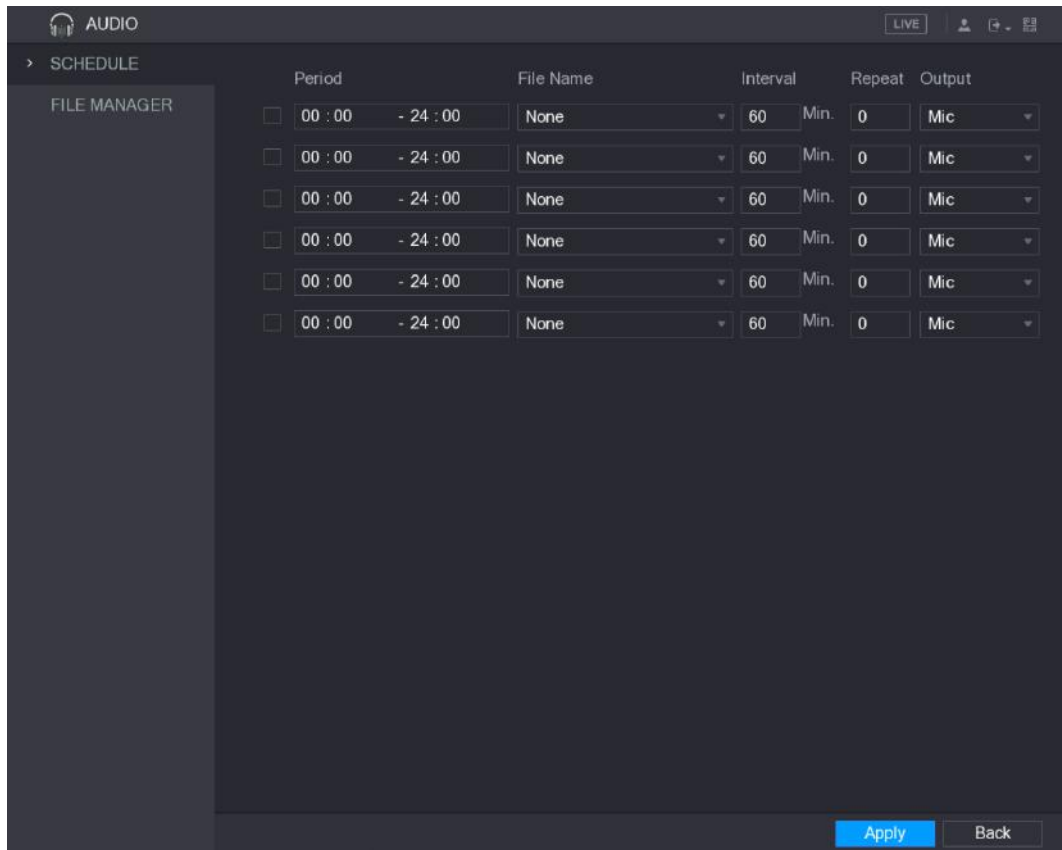 AUDIO LIVE
SCHEDULE
FILE MANAGER
Period File Name Interval Repeat Output
00 : 00 - 24 : 00 None 60 Min. 0 Mic
00 : 00 - 24 : 00 None 60 Min. 0 Mic
00 : 00 - 24 : 00 None 60 Min. 0 Mic
00 : 00 - 24 : 00 None 60 Min. 0 Mic
00 : 00 - 24 : 00 None 60 Min. 0 Mic
00 : 00 - 24 : 00 None 60 Min. 0 Mic
Apply Back